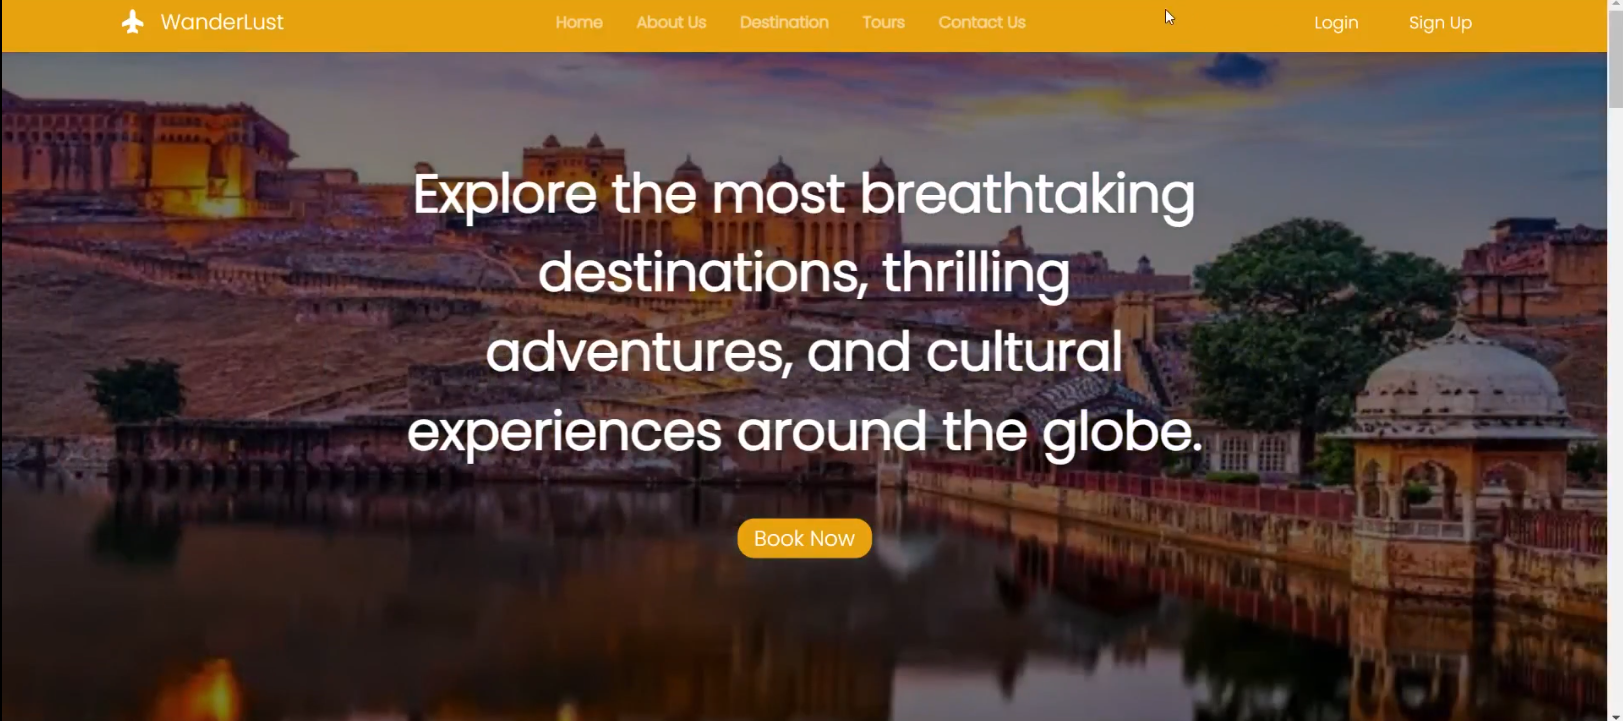 WanderLust Home About Us Destination Tours Contact Us Login Sign Up
Explore the most breathtaking
destinations, thrilling
adventures, and cultural
experiences around the globe.
Book Now